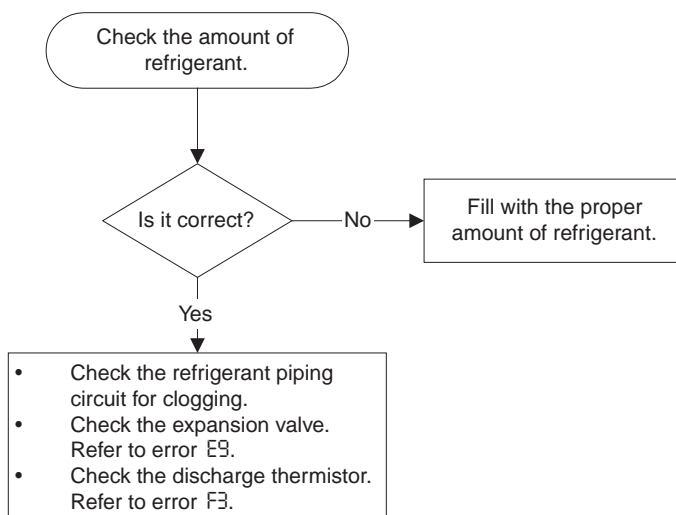 Check the amount of
refrigerant.
Is it correct?
No
Fill with the proper
amount of refrigerant.
Yes
• Check the refrigerant piping
circuit for clogging.
• Check the expansion valve.
Refer to error E9.
• Check the discharge thermistor.
Refer to error F3.